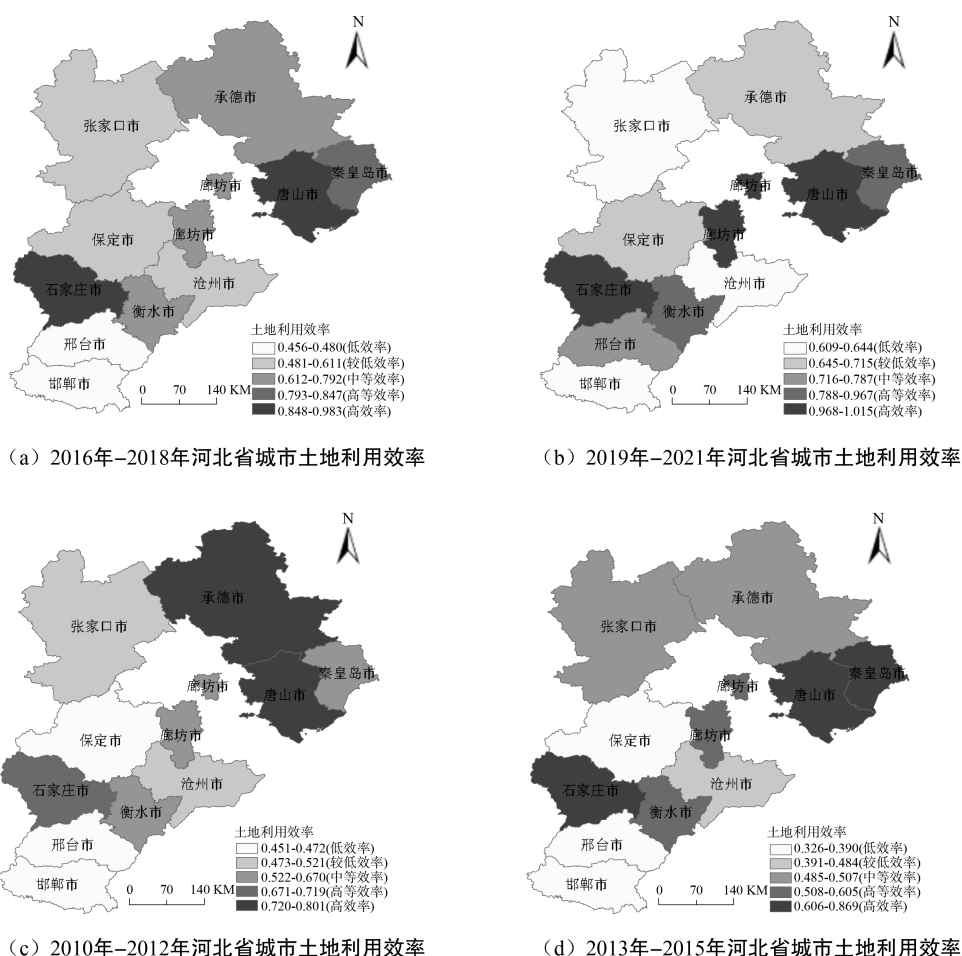 N
承德市
张家口市
秦皇岛市
廊坊市
唐山市
廊坊市
保定市
沧州市
石家庄市
衡水市
邢台市
邯郸市
土地利用效率
0.456-0.480(低效率)
0.481-0.611(较低效率)
0.612-0.792(中等效率)
0.793-0.847(高等效率)
0.848-0.983(高效率)
0 70 140 KM
(a) 2016年-2018年河北省城市土地利用效率
N
承德市
张家口市
秦皇岛市
廊坊市
唐山市
廊坊市
保定市
沧州市
石家庄市
衡水市
邢台市
邯郸市
土地利用效率
0.609-0.644(低效率)
0.645-0.715(较低效率)
0.716-0.787(中等效率)
0.788-0.967(高等效率)
0.968-1.015(高效率)
0 70 140 KM
(b) 2019年-2021年河北省城市土地利用效率
N
承德市
张家口市
秦皇岛市
廊坊市
唐山市
廊坊市
保定市
沧州市
石家庄市
衡水市
邢台市
邯郸市
土地利用效率
0.451-0.472(低效率)
0.473-0.521(较低效率)
0.522-0.670(中等效率)
0.671-0.719(高等效率)
0.720-0.801(高效率)
0 70 140 KM
(c) 2010年-2012年河北省城市土地利用效率
N
承德市
张家口市
秦皇岛市
廊坊市
唐山市
廊坊市
保定市
沧州市
石家庄市
衡水市
邢台市
邯郸市
土地利用效率
0.326-0.390(低效率)
0.391-0.484(较低效率)
0.485-0.507(中等效率)
0.508-0.605(高等效率)
0.606-0.869(高效率)
0 70 140 KM
(d) 2013年-2015年河北省城市土地利用效率